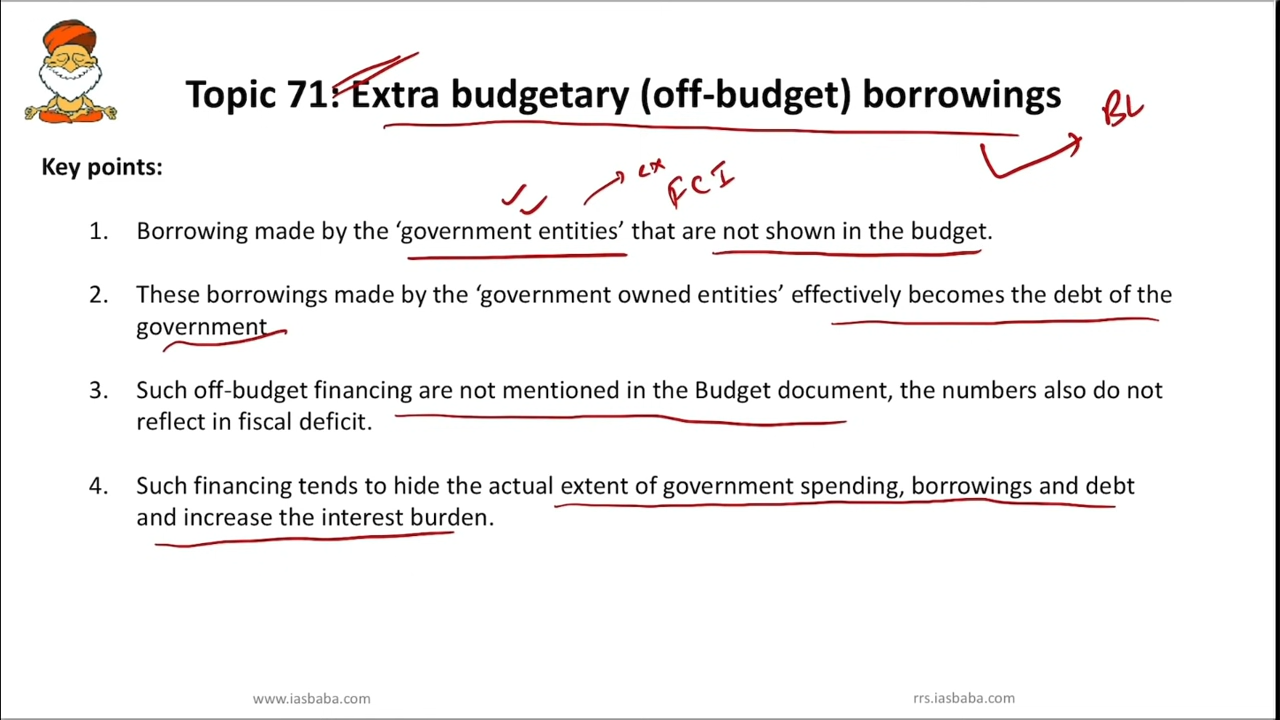 Topic 71: Extra budgetary (off-budget) borrowings
BL
Key points:
ex
FCI
1. Borrowing made by the ‘government entities’ that are not shown in the budget.
2. These borrowings made by the ‘government owned entities’ effectively becomes the debt of the
government
3. Such off-budget financing are not mentioned in the Budget document, the numbers also do not
reflect in fiscal deficit.
4. Such financing tends to hide the actual extent of government spending, borrowings and debt
and increase the interest burden.
www.iasbaba.com
rrs.iasbaba.com